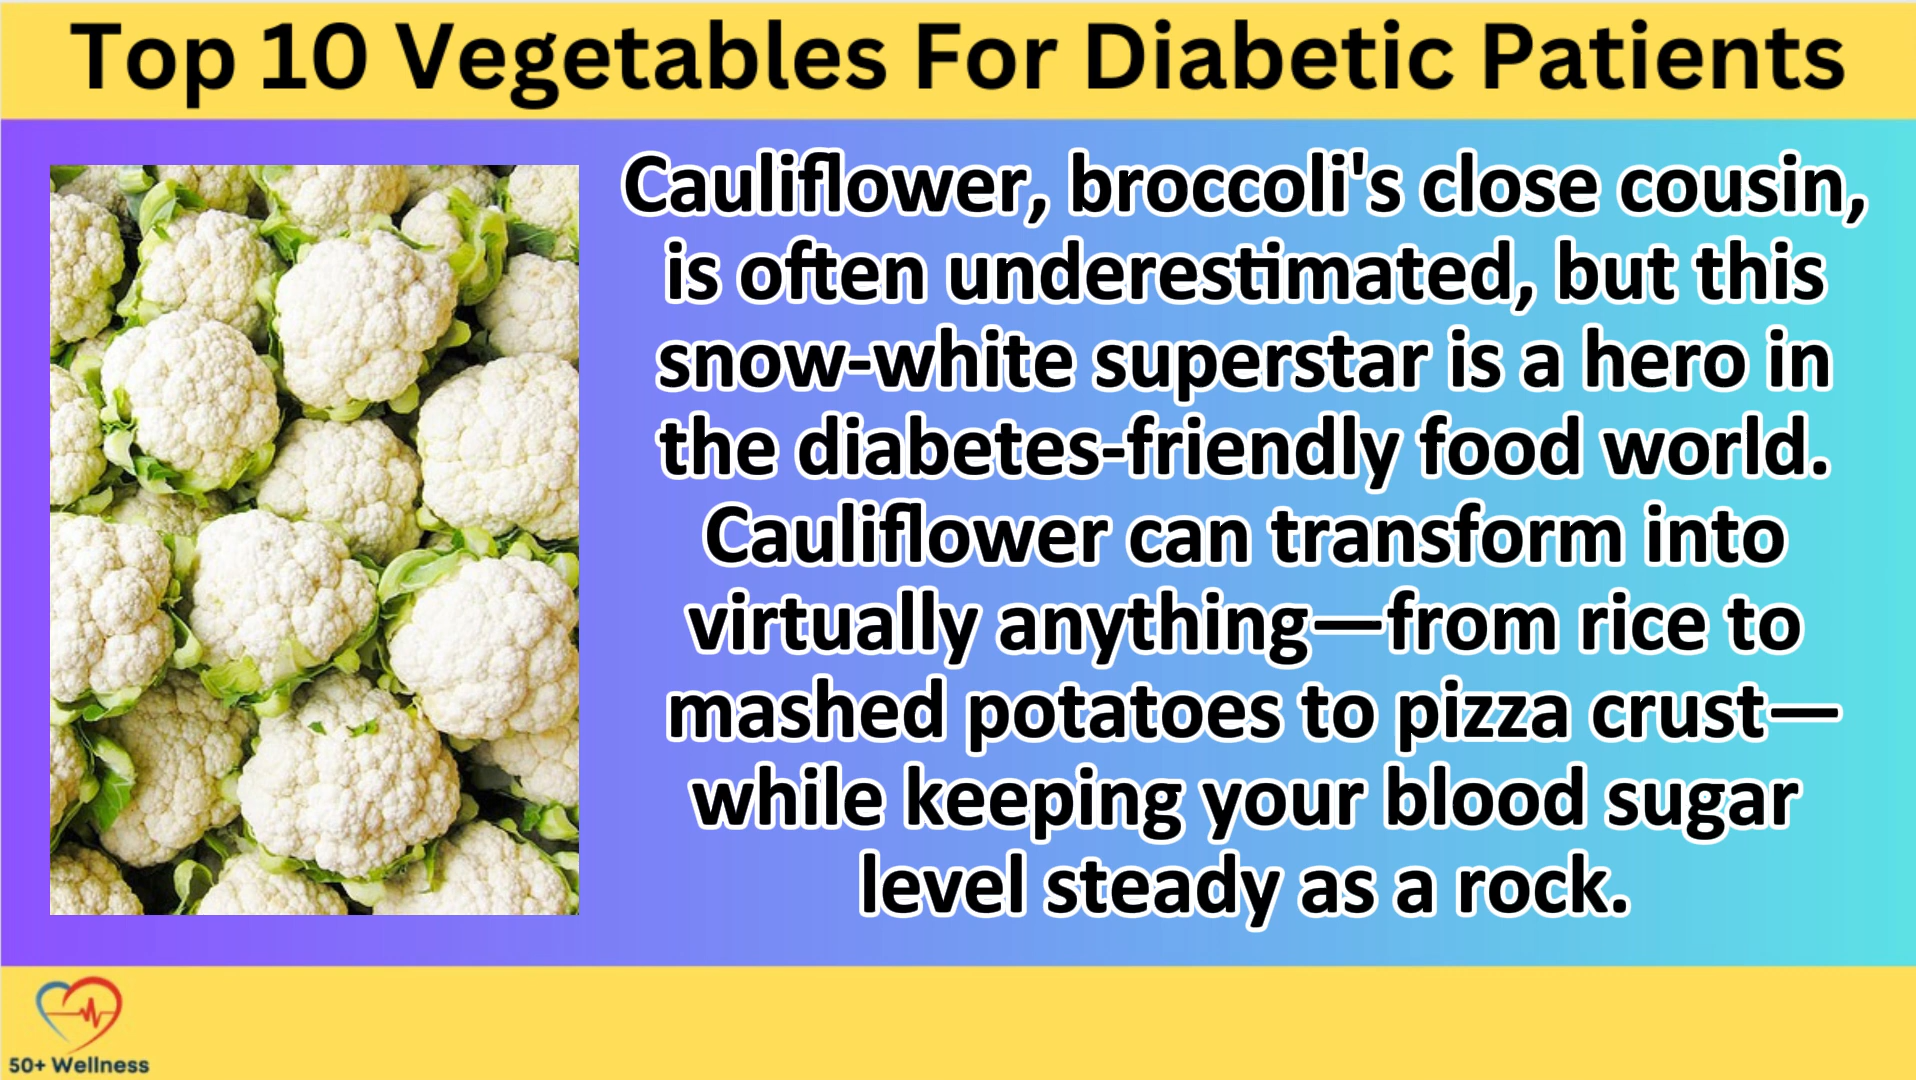 Top 10 Vegetables For Diabetic Patients
Cauliflower, broccoli's close cousin,
is often underestimated, but this
snow-white superstar is a hero in
the diabetes-friendly food world.
Cauliflower can transform into
virtually anything—from rice to
mashed potatoes to pizza crust—
while keeping your blood sugar
level steady as a rock.
50+ Wellness